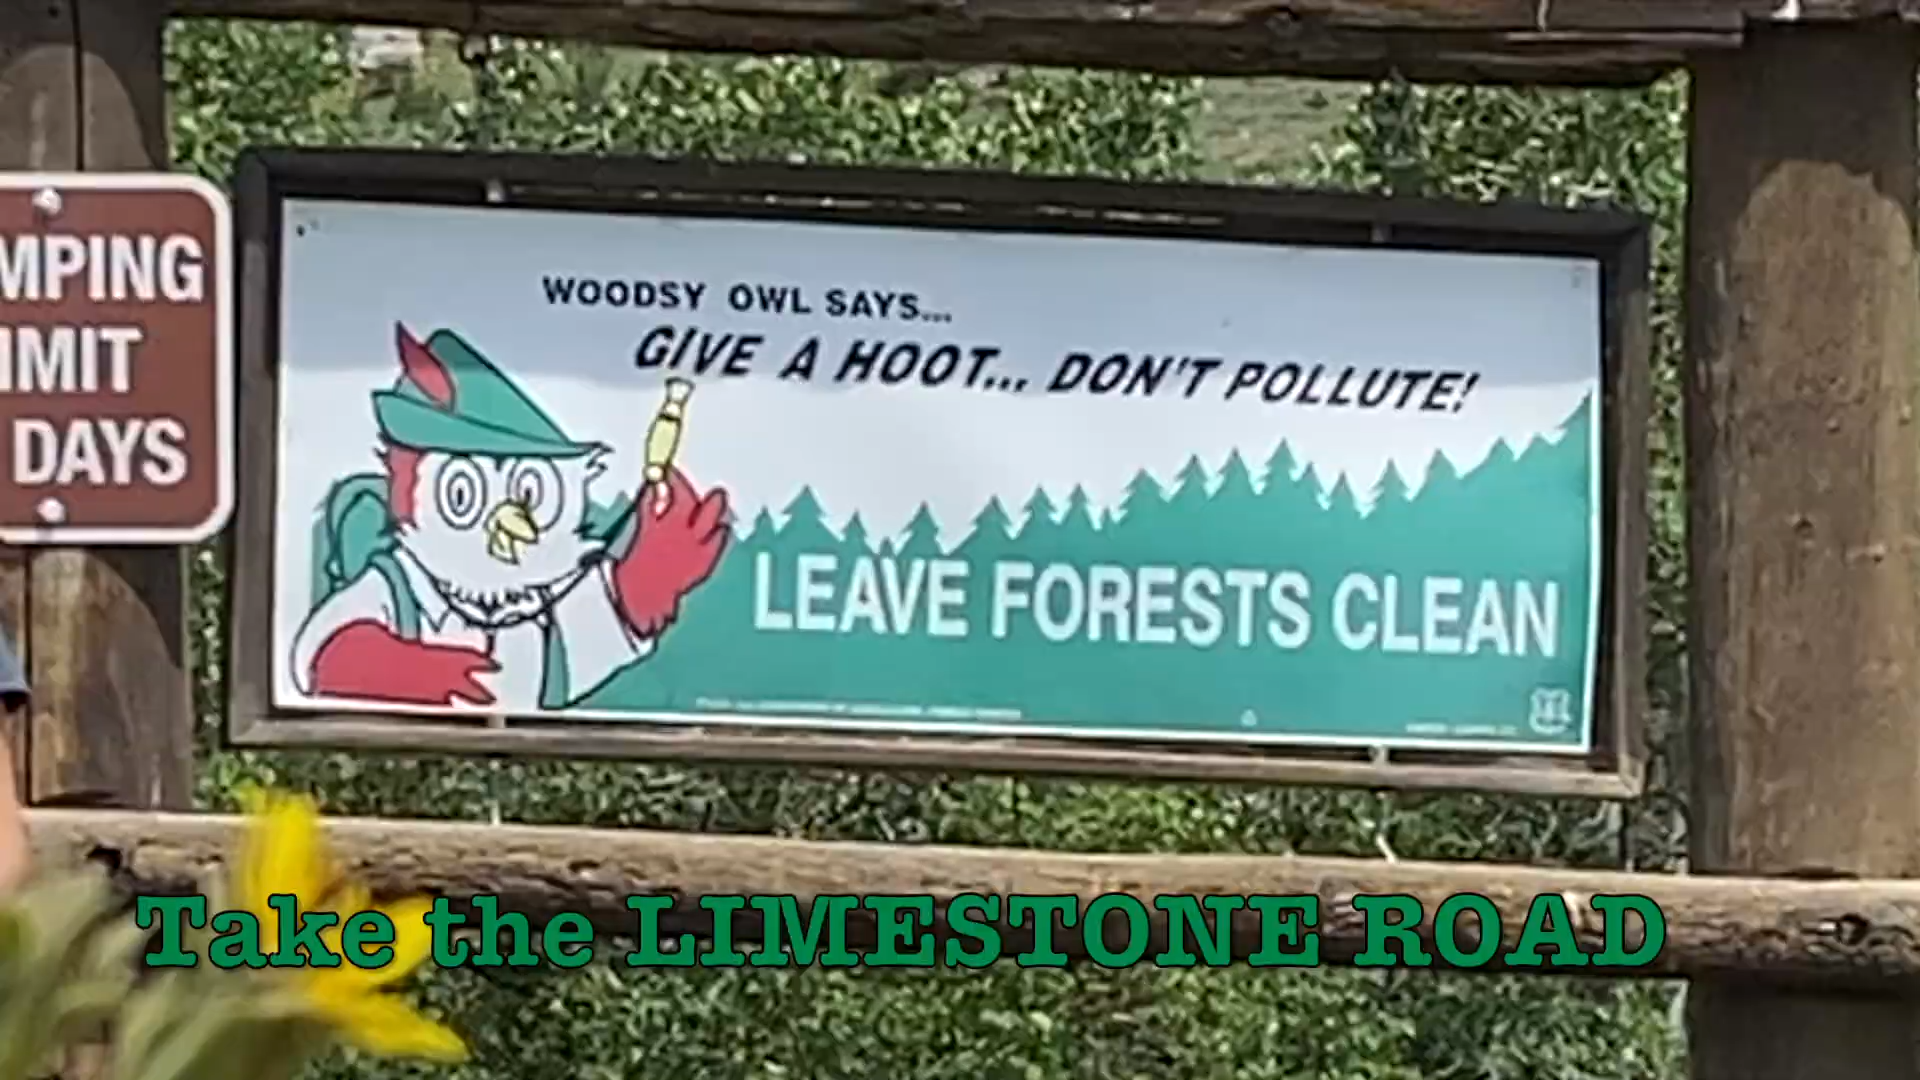 MPING
IMIT
DAYS
WOODSY OWL SAYS...
GIVE A HOOT... DON'T POLLUTE!
LEAVE FORESTS CLEAN
Take the LIMESTONE ROAD